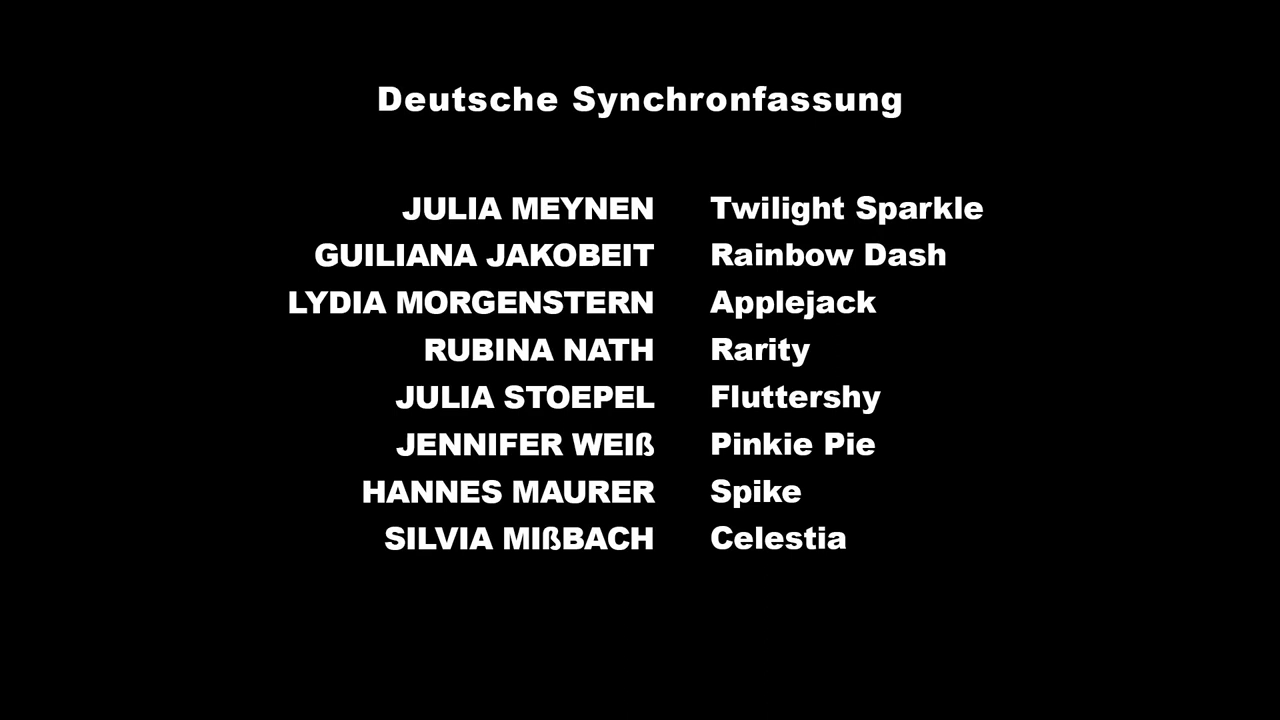 Deutsche Synchronfassung
JULIA MEYNEN Twilight Sparkle
GUILIANA JAKOBEIT Rainbow Dash
LYDIA MORGENSTERN Applejack
RUBINA NATH Rarity
JULIA STOEPEL Fluttershy
JENNIFER WEIß Pinkie Pie
HANNES MAURER Spike
SILVIA MIßBACH Celestia